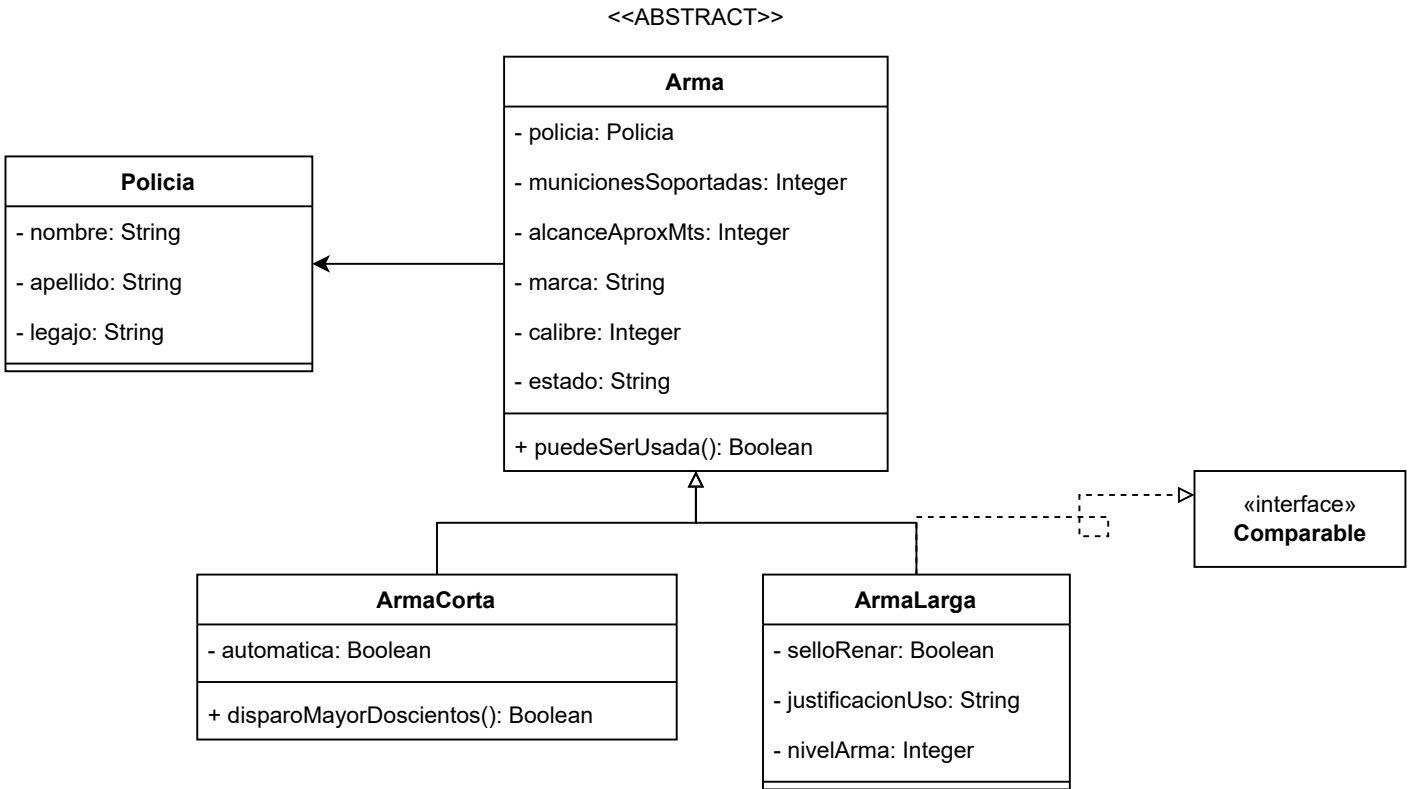 <<ABSTRACT>>
Arma
- policia: Policia
- municionesSoportadas: Integer
- alcanceAproxMts: Integer
- marca: String
- calibre: Integer
- estado: String
+ puedeSerUsada(): Boolean
Policia
- nombre: String
- apellido: String
- legajo: String
«interface»
Comparable
ArmaCorta
- automatica: Boolean
+ disparoMayorDoscientos(): Boolean
ArmaLarga
- selloRenar: Boolean
- justificacionUso: String
- nivelArma: Integer